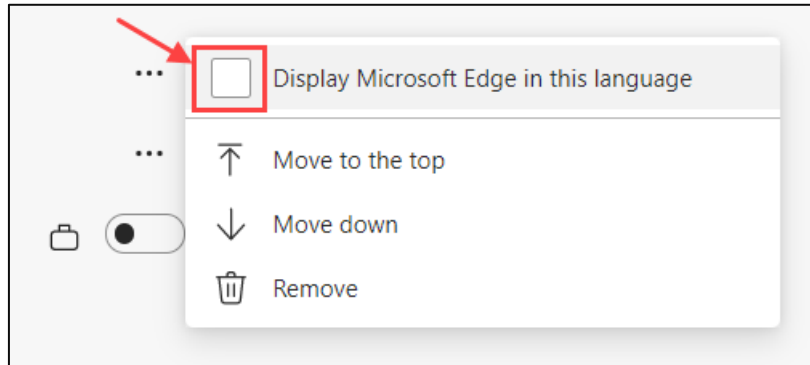 Display Microsoft Edge in this language
Move to the top
Move down
Remove